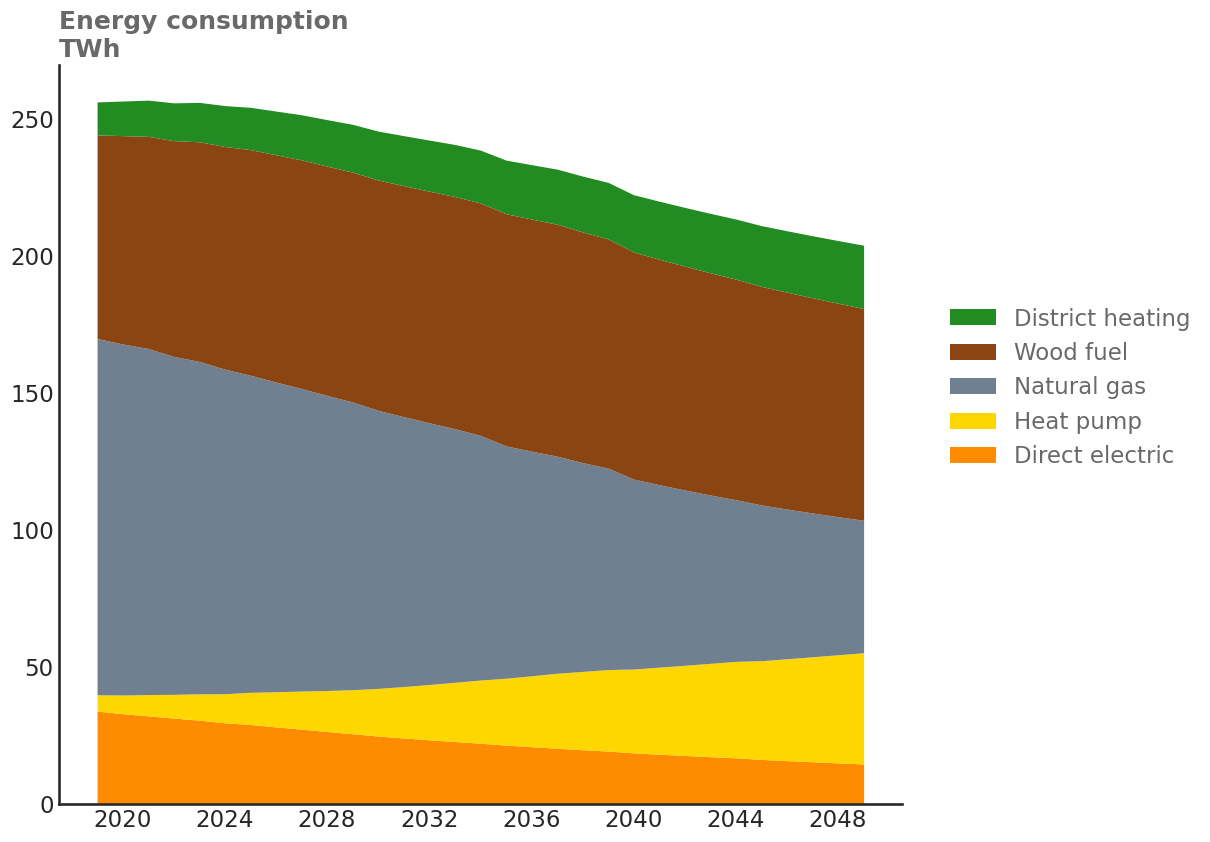 Energy consumption
TWh
250
200
150
100
50
0
2020 2024 2028 2032 2036 2040 2044 2048
District heating
Wood fuel
Natural gas
Heat pump
Direct electric